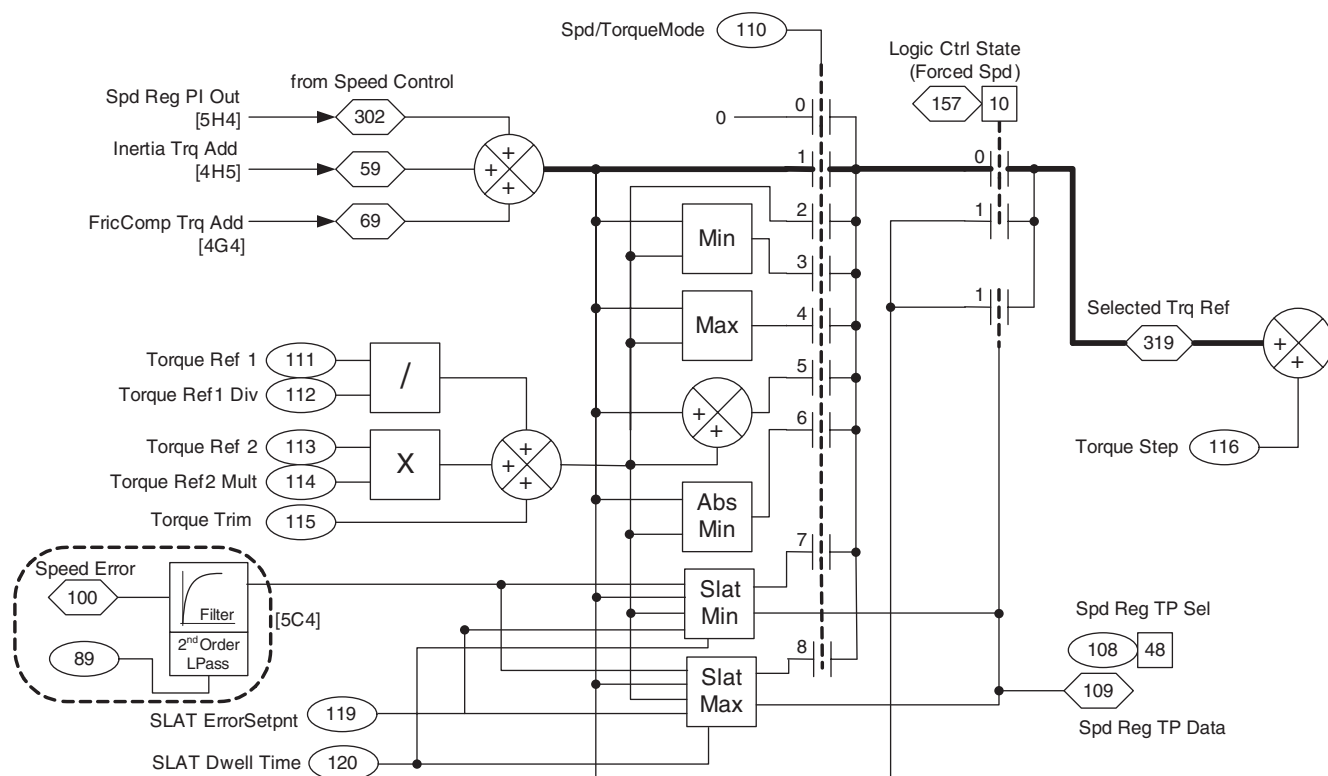 Spd/TorqueMode 110
Logic Ctrl State
(Forced Spd)
157 10
from Speed Control
Spd Reg PI Out
[5H4]
302
Inertia Trq Add
[4H5]
59
FricComp Trq Add
[4G4]
69
+
+
+
0
0
1
2
3
4
5
6
7
8
0
1
1
Min
Max
+
+
Abs
Min
Slat
Min
Slat
Max
Selected Trq Ref
319
+
+
Torque Step 116
Torque Ref 1 111
Torque Ref1 Div 112
/
Torque Ref 2 113
Torque Ref2 Mult 114
X
Torque Trim 115
+
+
+
Speed Error
100
Filter
2nd Order
LPass
89
[5C4]
SLAT ErrorSetpnt 119
SLAT Dwell Time 120
Spd Reg TP Sel
108 48
109
Spd Reg TP Data